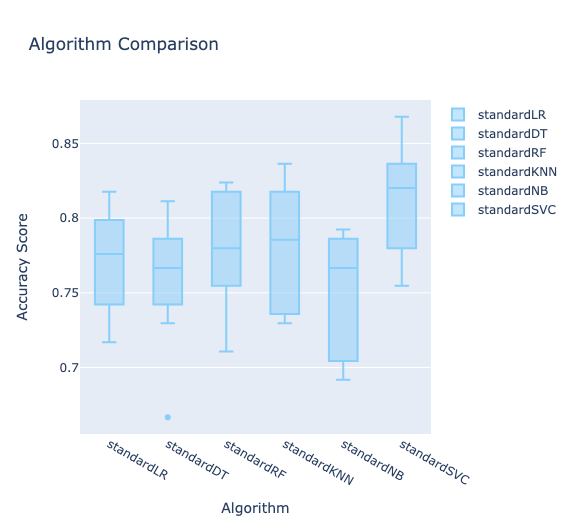 Algorithm Comparison
standardLR
standardDT
standardRF
standardKNN
standardNB
standardSVC
0.85
0.8
0.75
0.7
Accuracy Score
standardLR
standardDT
standardRF
standardKNN
standardNB
standardSVC
Algorithm